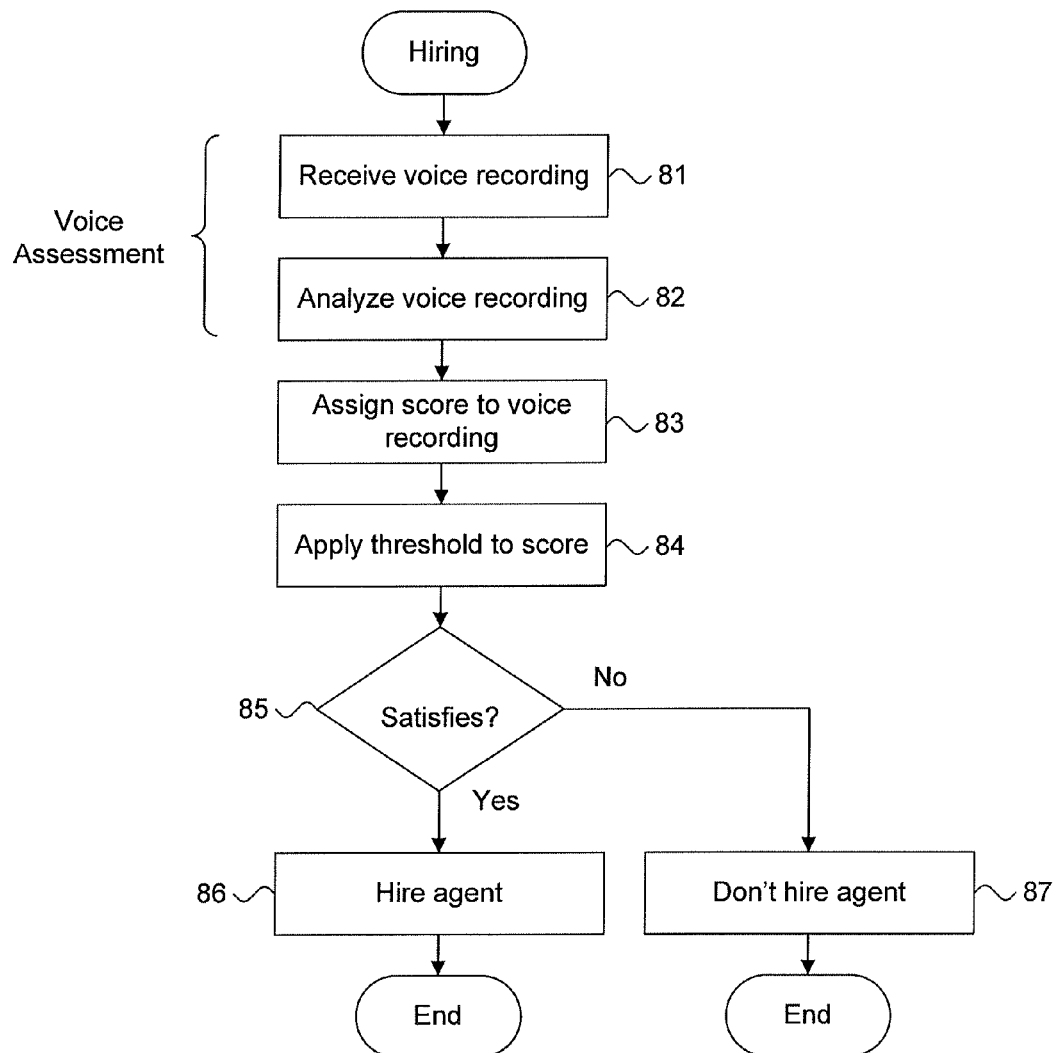 Hiring
Receive voice recording
81
Voice
Assessment
Analyze voice recording
82
Assign score to voice
recording
83
Apply threshold to score
84
No
85
Satisfies?
Yes
86
Hire agent
Don't hire agent
87
End
End